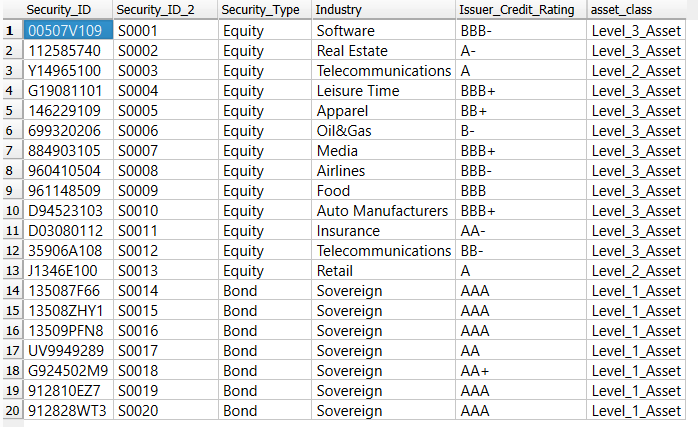 Security_ID Security_ID_2 Security_Type Industry Issuer_Credit_Rating asset_class
1 00507V109 S0001 Equity Software BBB- Level_3_Asset
2 112585740 S0002 Equity Real Estate A- Level_3_Asset
3 Y14965100 S0003 Equity Telecommunications A Level_2_Asset
4 G19081101 S0004 Equity Leisure Time BBB+ Level_3_Asset
5 146229109 S0005 Equity Apparel BB+ Level_3_Asset
6 699320206 S0006 Equity Oil&Gas B- Level_3_Asset
7 884903105 S0007 Equity Media BBB+ Level_3_Asset
8 960410504 S0008 Equity Airlines BBB- Level_3_Asset
9 961148509 S0009 Equity Food BBB Level_3_Asset
10 D94523103 S0010 Equity Auto Manufacturers BBB+ Level_3_Asset
11 D03080112 S0011 Equity Insurance AA- Level_3_Asset
12 35906A108 S0012 Equity Telecommunications BB- Level_3_Asset
13 J1346E100 S0013 Equity Retail A Level_2_Asset
14 135087F66 S0014 Bond Sovereign AAA Level_1_Asset
15 13508ZHY1 S0015 Bond Sovereign AAA Level_1_Asset
16 13509PFN8 S0016 Bond Sovereign AAA Level_1_Asset
17 UV9949289 S0017 Bond Sovereign AA Level_1_Asset
18 G924502M9 S0018 Bond Sovereign AA+ Level_1_Asset
19 912810EZ7 S0019 Bond Sovereign AAA Level_1_Asset
20 912828WT3 S0020 Bond Sovereign AAA Level_1_Asset